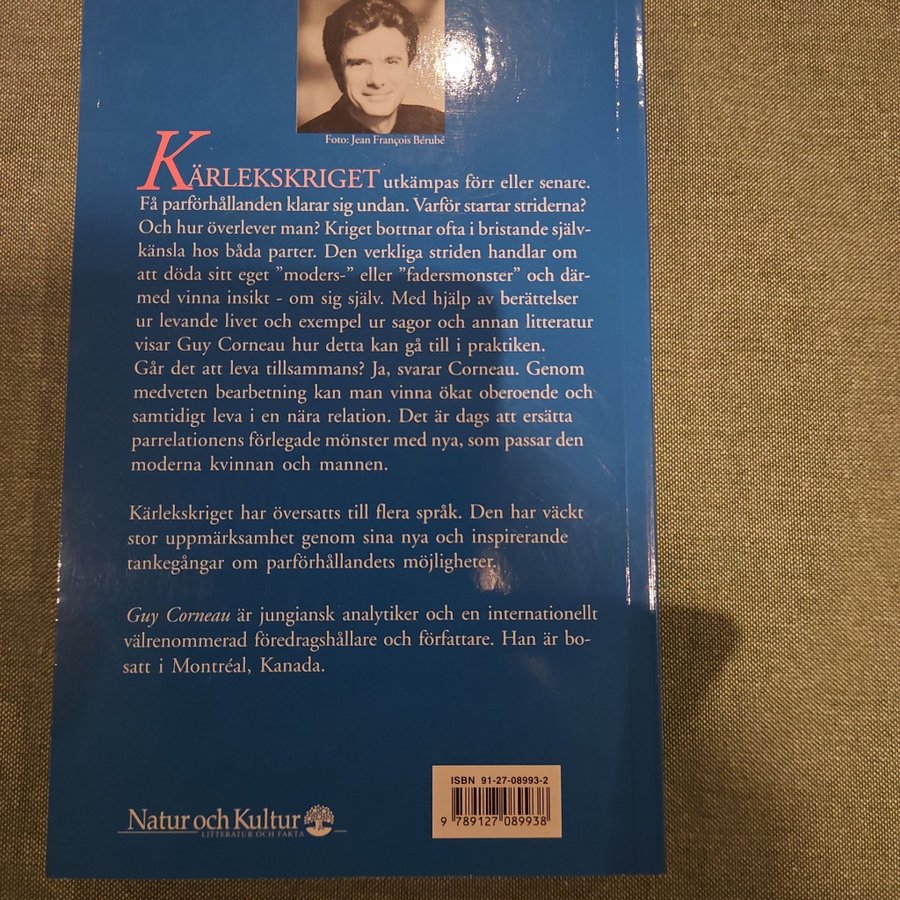 Foto: Jean François Bérubé
KÄRLEKSKRIGET utkämpas förr eller senare.
Få parförhållanden klarar sig undan. Varför startar striderna?
Och hur överlever man? Kriget bottnar ofta i bristande själv-
känsla hos båda parter. Den verkliga striden handlar om
att döda sitt eget "moders-" eller "fadersmonster" och där-
med vinna insikt - om sig själv. Med hjälp av berättelser
ur levande livet och exempel ur sagor och annan litteratur
visar Guy Corneau hur detta kan gå till i praktiken.
Går det att leva tillsammans? Ja, svarar Corneau. Genom
medveten bearbetning kan man vinna ökat oberoende och
samtidigt leva i en nära relation. Det är dags att ersätta
parrelationens förlegade mönster med nya, som passar den
moderna kvinnan och mannen.
Kärlekskriget har översatts till flera språk. Den har väckt
stor uppmärksamhet genom sina nya och inspirerande
tankegångar om parförhållandets möjligheter.
Guy Corneau är jungiansk analytiker och en internationellt
välrenommerad föredragshållare och författare. Han är bo-
satt i Montréal, Kanada.
ISBN 91-27-08993-2
9 789127 089938
Natur och Kultur
LITTERATUR OCH FAKTA